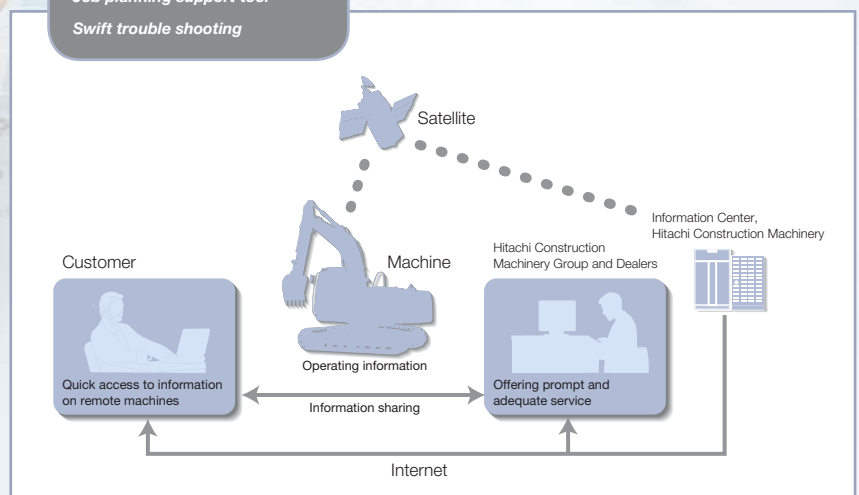 Job planning support tool
Swift trouble shooting
Satellite
Information Center,
Hitachi Construction Machinery
Hitachi Construction
Machinery Group and Dealers
Customer
Machine
Operating information
Quick access to information
on remote machines
Offering prompt and
adequate service
Information sharing
Internet